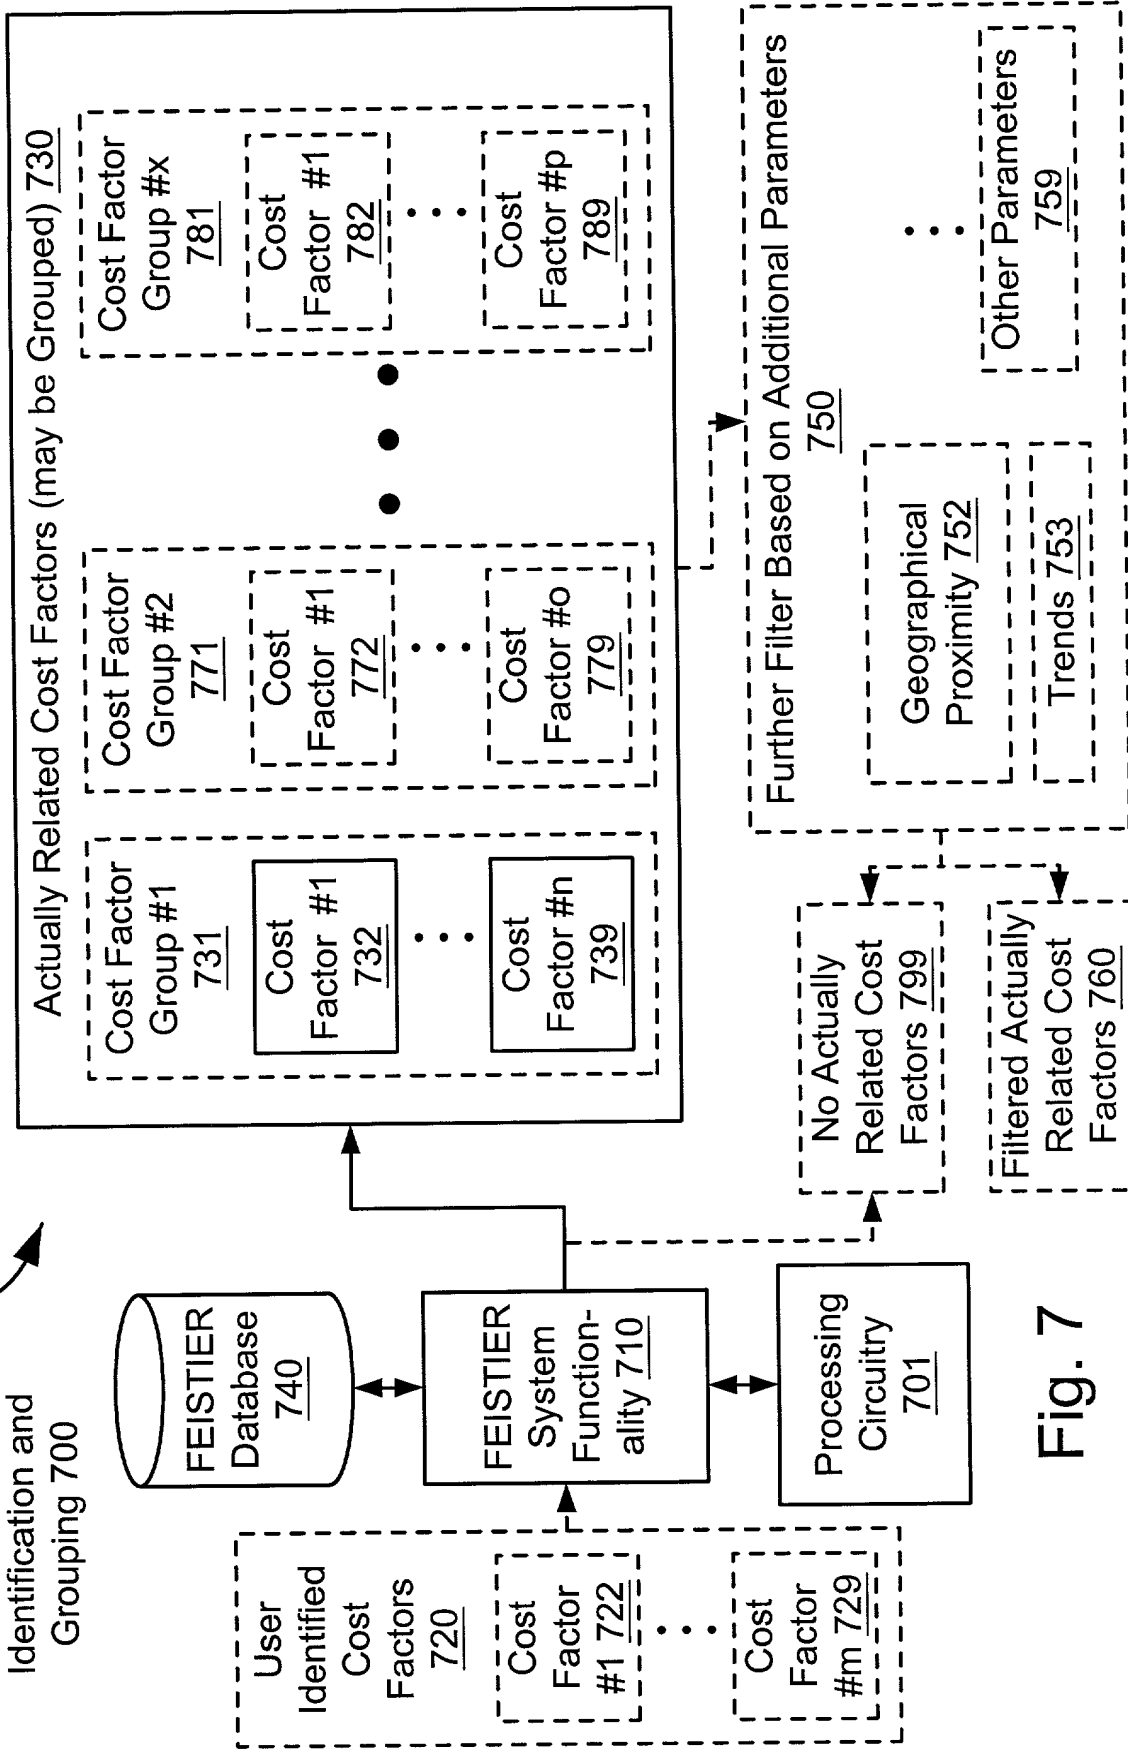 Identification and
Grouping 700
User
Identified
Cost
Factors
720
Cost
Factor
#1 722
Cost
Factor
#m 729
FEISTIER
Database
740
FEISTIER
System
Function-
ality 710
Processing
Circuitry
701
Actually Related Cost Factors (may be Grouped) 730
Cost Factor
Group #1
731
Cost
Factor #1
732
Cost
Factor #n
739
Cost Factor
Group #2
771
Cost
Factor #1
772
Cost
Factor #o
779
Cost Factor
Group #x
781
Cost
Factor #1
782
Cost
Factor #p
789
No Actually
Related Cost
Factors 799
Filtered Actually
Related Cost
Factors 760
Further Filter Based on Additional Parameters
750
Geographical
Proximity 752
Trends 753
Other Parameters
759
Fig. 7